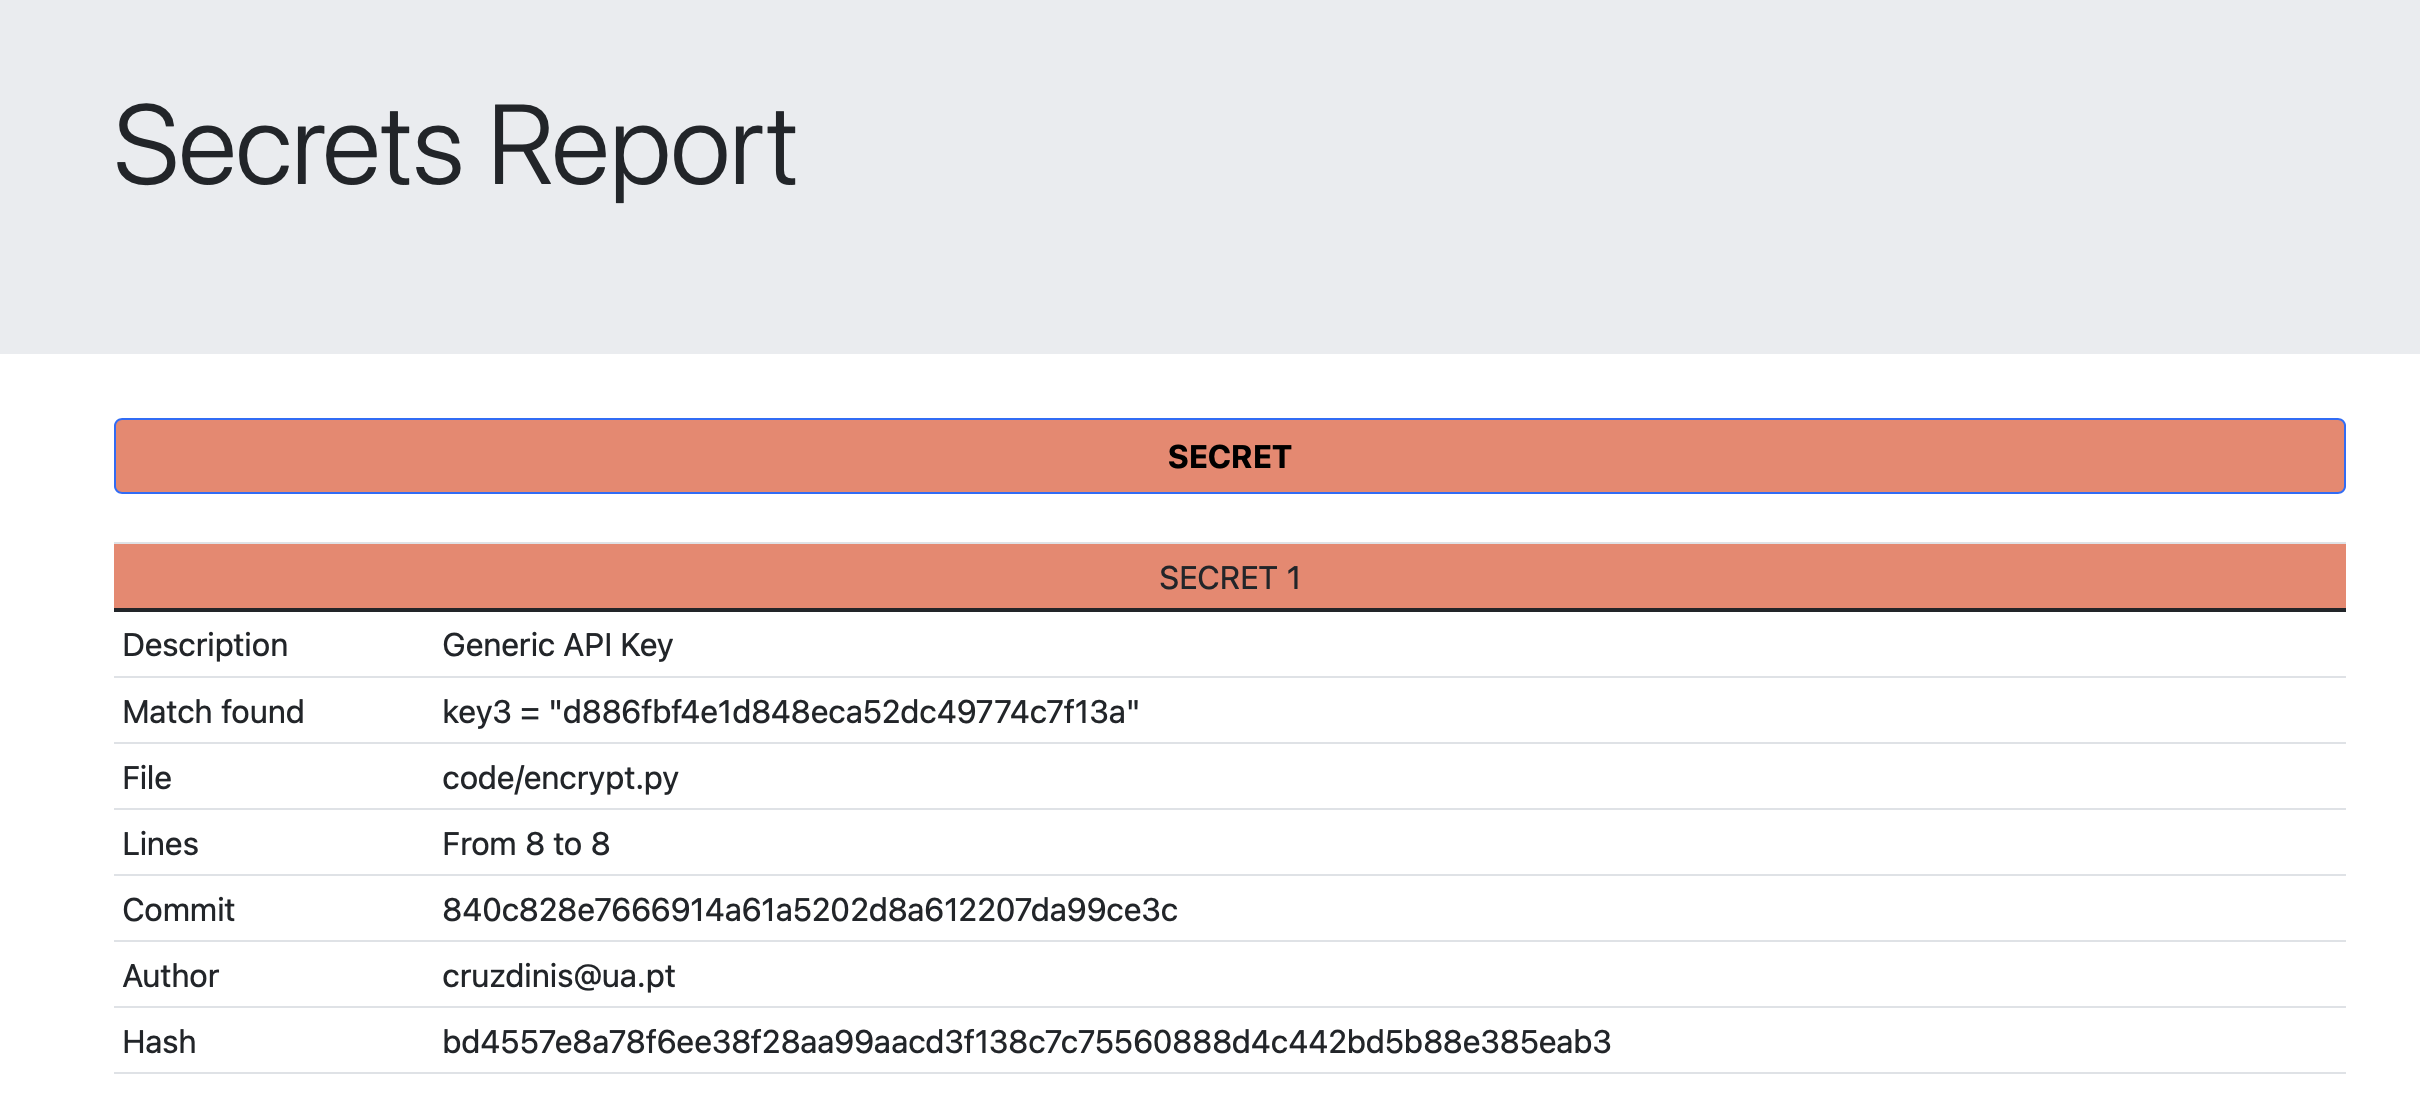 Secrets Report
SECRET
SECRET 1
Description Generic API Key
Match found key3 = "d886fbf4e1d848eca52dc49774c7f13a"
File code/encrypt.py
Lines From 8 to 8
Commit 840c828e7666914a61a5202d8a612207da99ce3c
Author cruzdinis@ua.pt
Hash bd4557e8a78f6ee38f28aa99aacd3f138c7c75560888d4c442bd5b88e385eab3